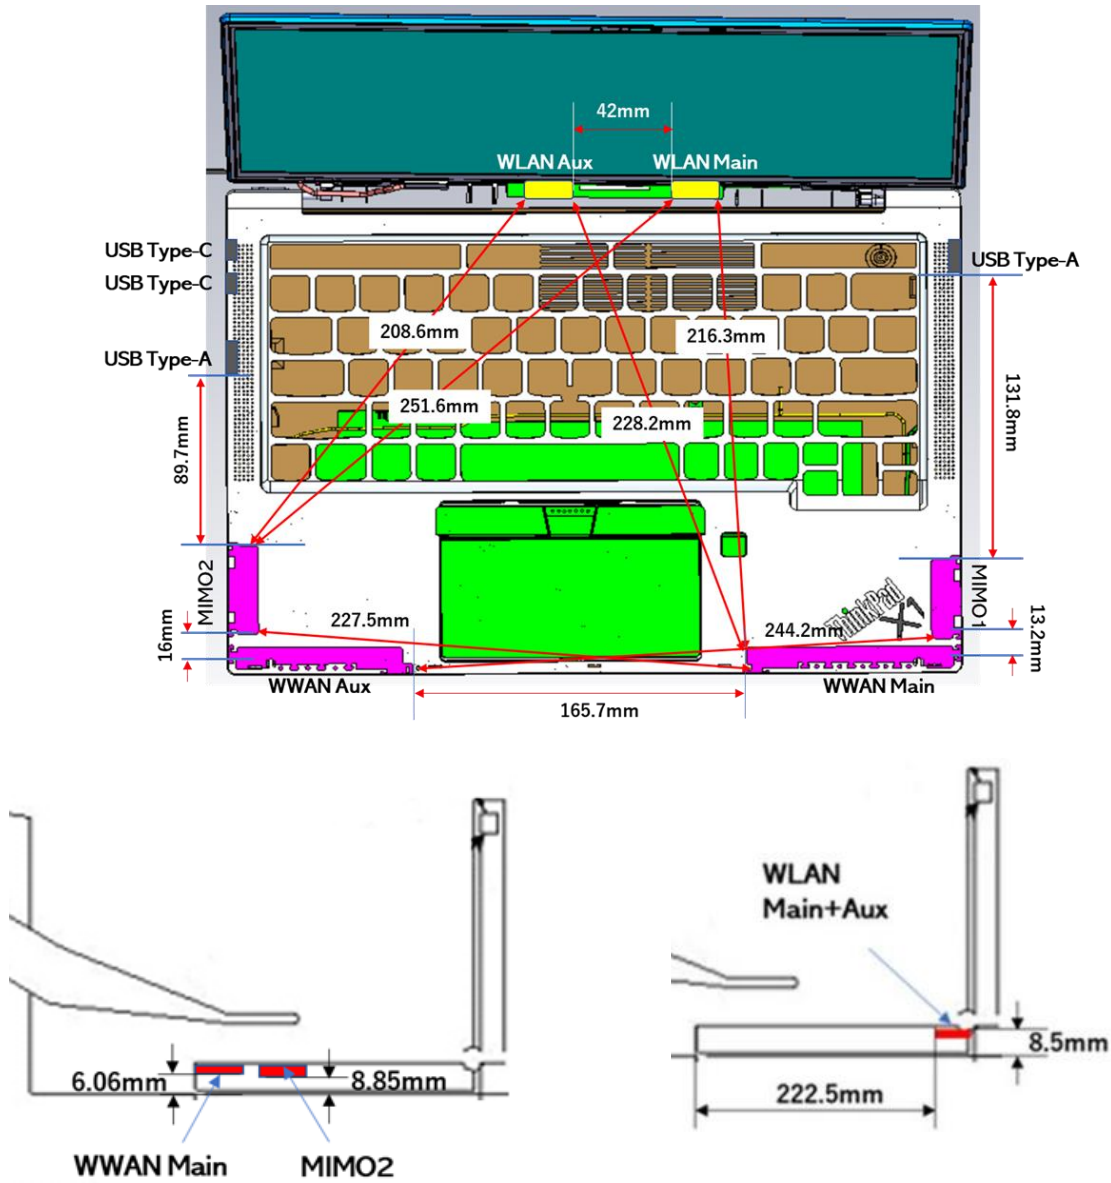 42mm
WLAN Aux
WLAN Main
USB Type-C
USB Type-A
USB Type-C
208.6mm
216.3mm
USB Type-A
131.8mm
251.6mm
228.2mm
89.7mm
MIMO2
MIMO1
ThinkPad
X1
227.5mm
244.2mm
16mm
13.2mm
WWAN Aux
WWAN Main
165.7mm
WLAN
Main+Aux
8.5mm
6.06mm
8.85mm
222.5mm
WWAN Main
MIMO2